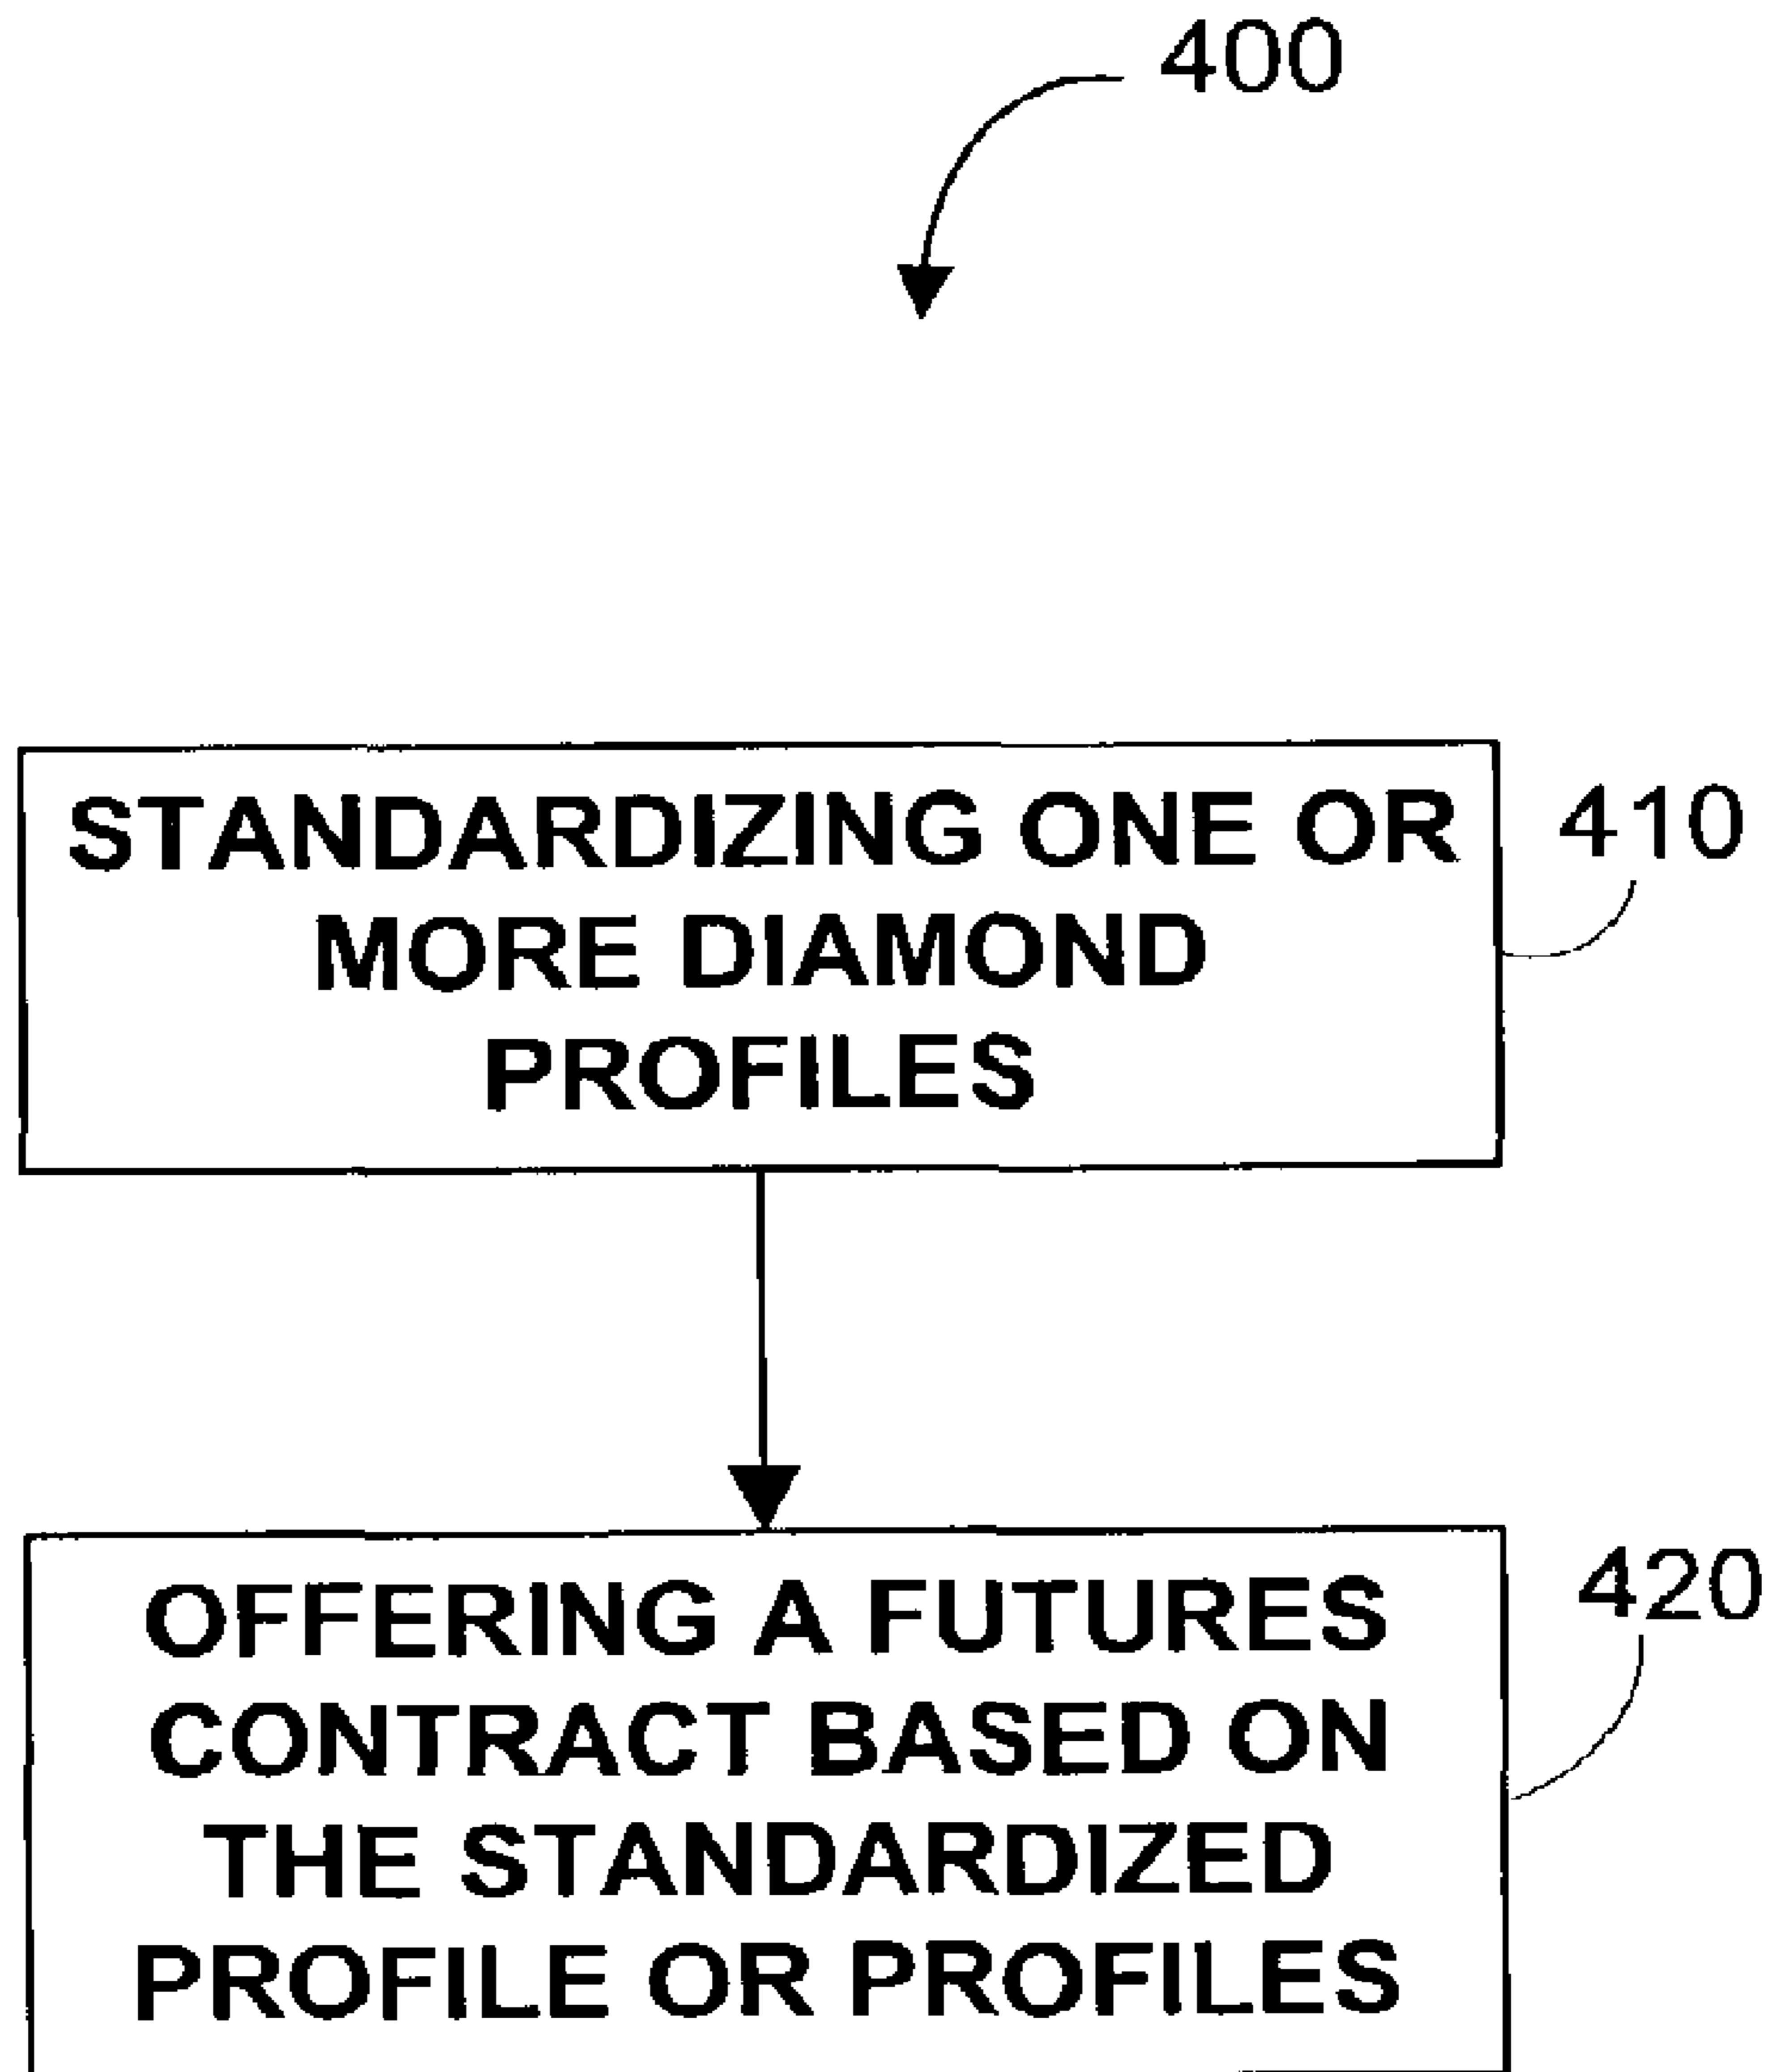 400
STANDARDIZING ONE OR
MORE DIAMOND
PROFILES
410
OFFERING A FUTURES
CONTRACT BASED ON
THE STANDARDIZED
PROFILE OR PROFILES
420